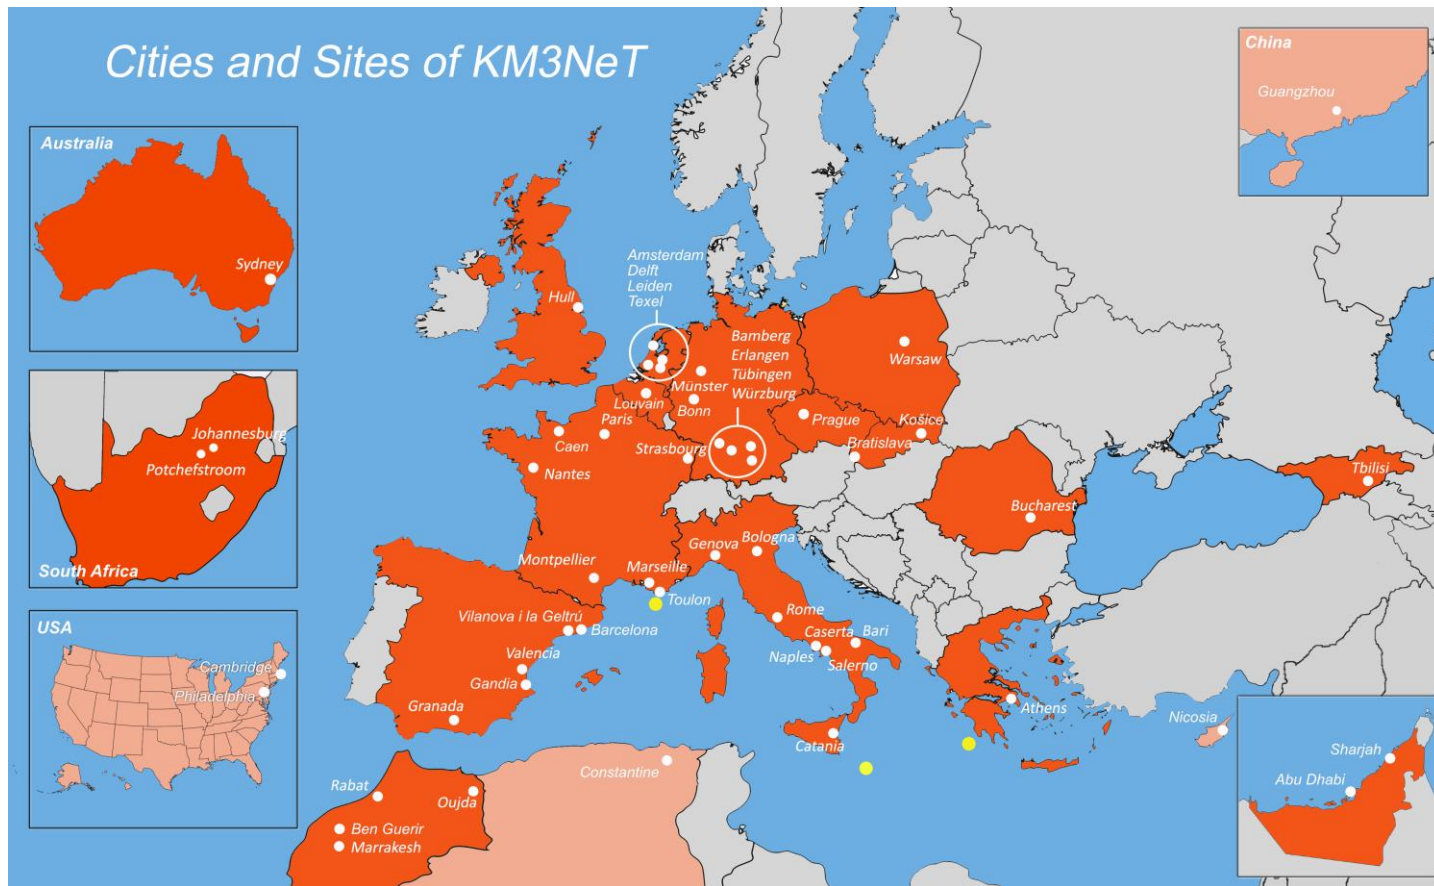 Cities and Sites of KM3NeT
China
Guangzhou
Australia
Sydney
Johannesburg
Potchefstroom
South Africa
USA
Cambridge
Philadelphia
Hull
Amsterdam
Delft
Leiden
Texel
Bamberg
Erlangen
Tübingen
Würzburg
Warsaw
Münster
Louvain
Bonn
Paris
Prague
Košice
Caen
Strasbourg
Bratislava
Nantes
Tbilisi
Bucharest
Genova
Bologna
Montpellier
Marseille
Toulon
Vilanova i la Geltrú
Barcelona
Rome
Caserta
Bari
Naples
Salerno
Valencia
Gandia
Granada
Athens
Catania
Nicosia
Constantine
Rabat
Oujda
Ben Guerir
Marrakesh
Sharjah
Abu Dhabi